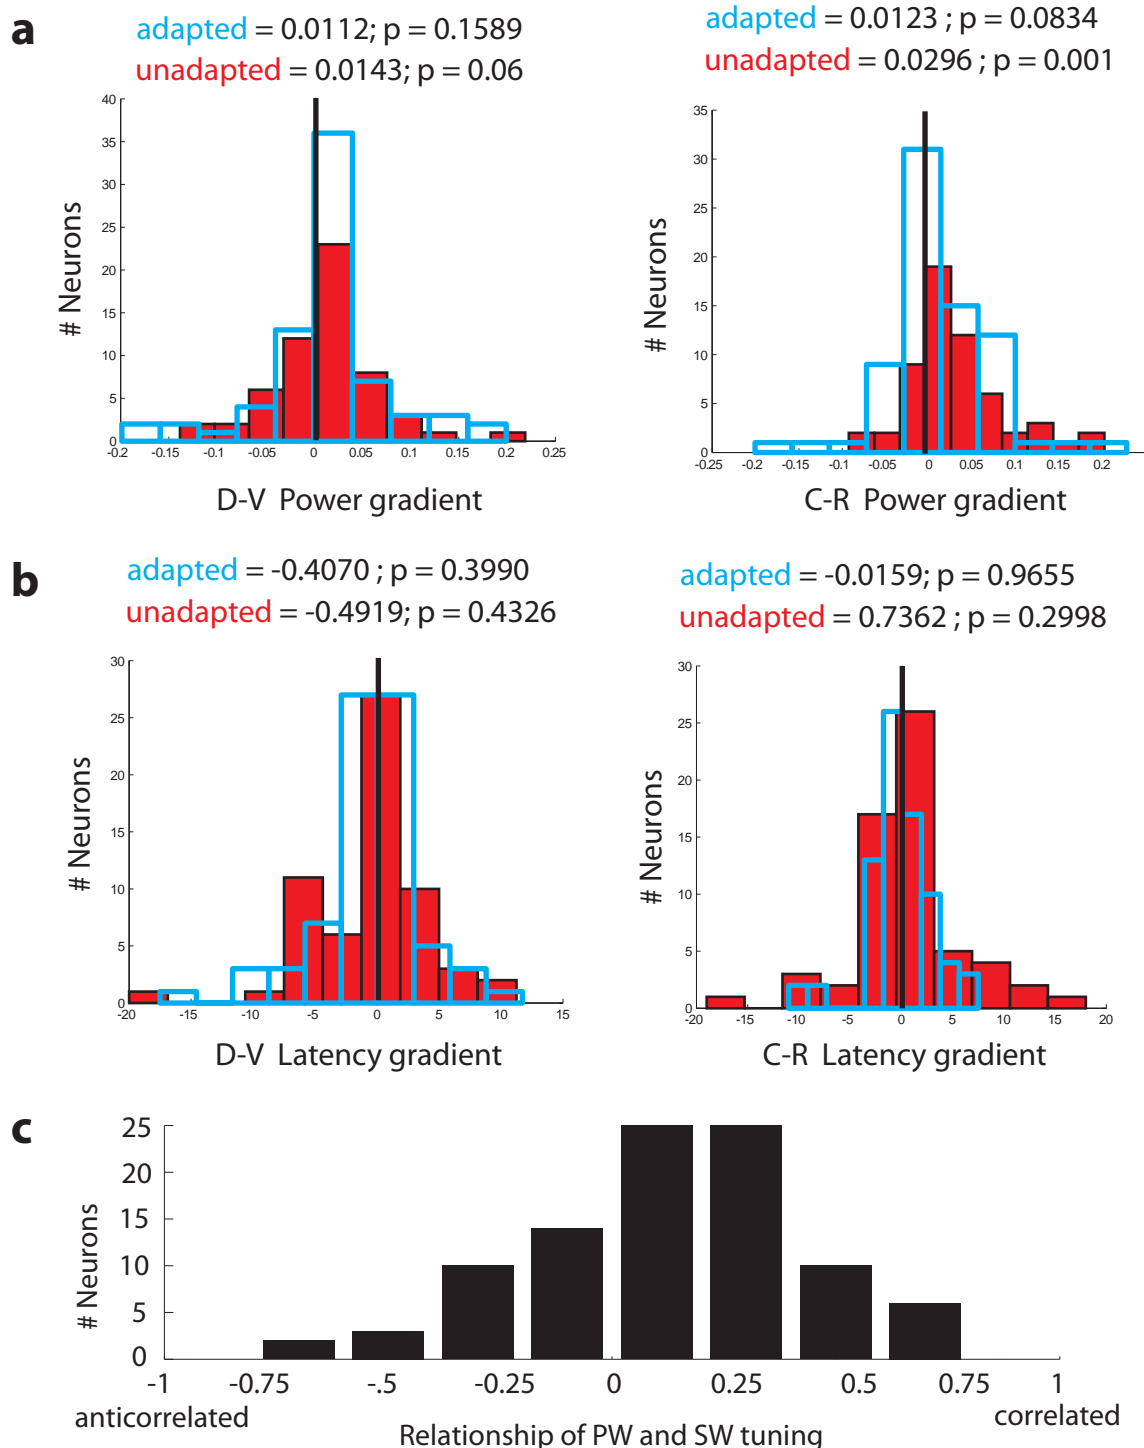 a
adapted = 0.0112; p = 0.1589
unadapted = 0.0143; p = 0.06
40
35
30
25
20
15
10
5
0
# Neurons
-0.2 -0.15 -0.1 -0.05 0 0.05 0.1 0.15 0.2 0.25
D-V Power gradient
adapted = 0.0123 ; p = 0.0834
unadapted = 0.0296 ; p = 0.001
35
30
25
20
15
10
5
0
# Neurons
-0.25 -0.2 -0.15 -0.1 -0.05 0 0.05 0.1 0.15 0.2
C-R Power gradient
b
adapted = -0.4070 ; p = 0.3990
unadapted = -0.4919; p = 0.4326
30
25
20
15
10
5
0
# Neurons
-20 -15 -10 -5 0 5 10 15
D-V Latency gradient
adapted = -0.0159; p = 0.9655
unadapted = 0.7362 ; p = 0.2998
30
25
20
15
10
5
0
# Neurons
-20 -15 -10 -5 0 5 10 15 20
C-R Latency gradient
c
25
20
15
10
5
0
# Neurons
-1 -0.75 -.5 -0.25 0 0.25 0.5 0.75 1
anticorrelated correlated
Relationship of PW and SW tuning